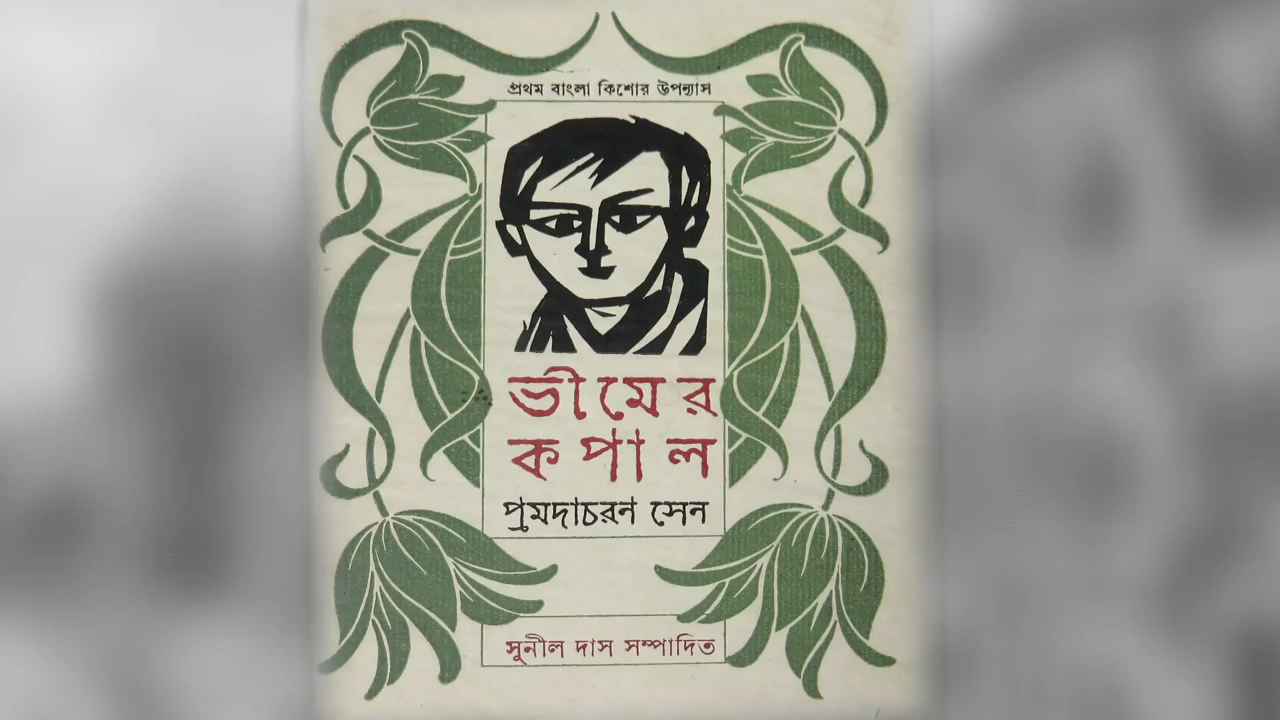 প্রথম বাংলা কিশোর উপন্যাস
ভীমের
কপাল
প্রমদাচরন সেন
সুনীল দাস সম্পাদিত